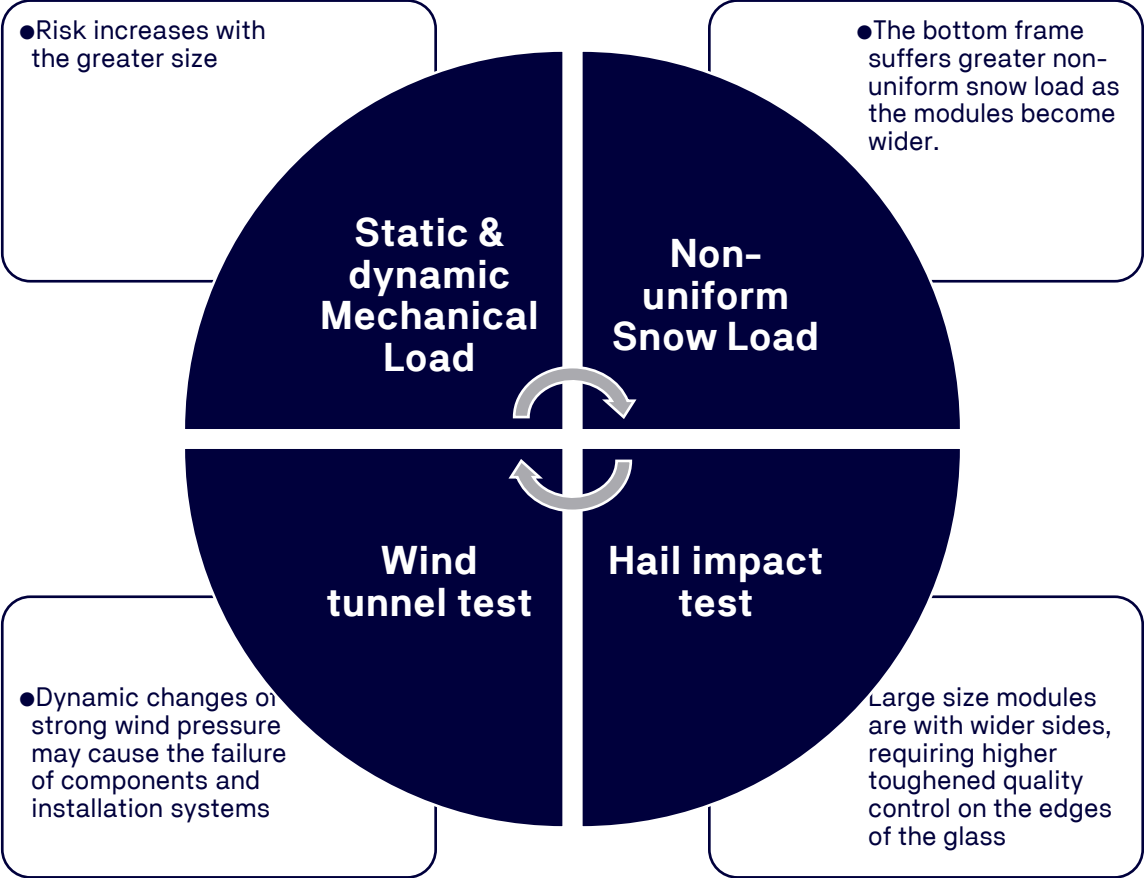 ●Risk increases with
the greater size
●The bottom frame
suffers greater non-
uniform snow load as
the modules become
wider.
Static &
dynamic
Mechanical
Load
Non-
uniform
Snow Load
Wind
tunnel test
Hail impact
test
●Dynamic changes of
strong wind pressure
may cause the failure
of components and
installation systems
Large size modules
are with wider sides,
requiring higher
toughened quality
control on the edges
of the glass